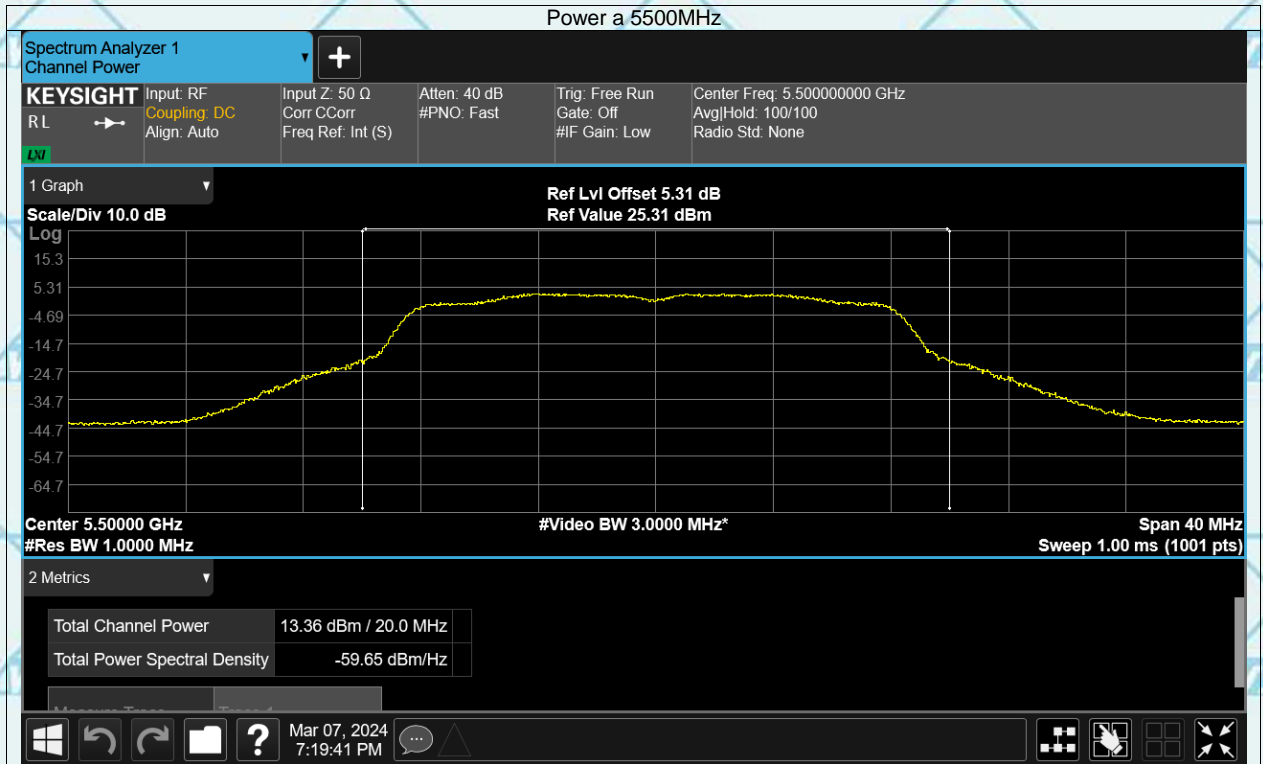 Power a 5500MHz
Spectrum Analyzer 1
Channel Power
KEYSIGHT
RL
LXI
Input: RF
Coupling: DC
Align: Auto
Input Z: 50 Ω
Corr CCorr
Freq Ref: Int (S)
Atten: 40 dB
#PNO: Fast
Trig: Free Run
Gate: Off
#IF Gain: Low
Center Freq: 5.500000000 GHz
Avg|Hold: 100/100
Radio Std: None
1 Graph
Scale/Div 10.0 dB
Ref Lvl Offset 5.31 dB
Ref Value 25.31 dBm
Log
15.3
5.31
-4.69
-14.7
-24.7
-34.7
-44.7
-54.7
-64.7
Center 5.50000 GHz
#Video BW 3.0000 MHz*
Span 40 MHz
#Res BW 1.0000 MHz
Sweep 1.00 ms (1001 pts)
2 Metrics
Total Channel Power 13.36 dBm / 20.0 MHz
Total Power Spectral Density -59.65 dBm/Hz
Mar 07, 2024
7:19:41 PM